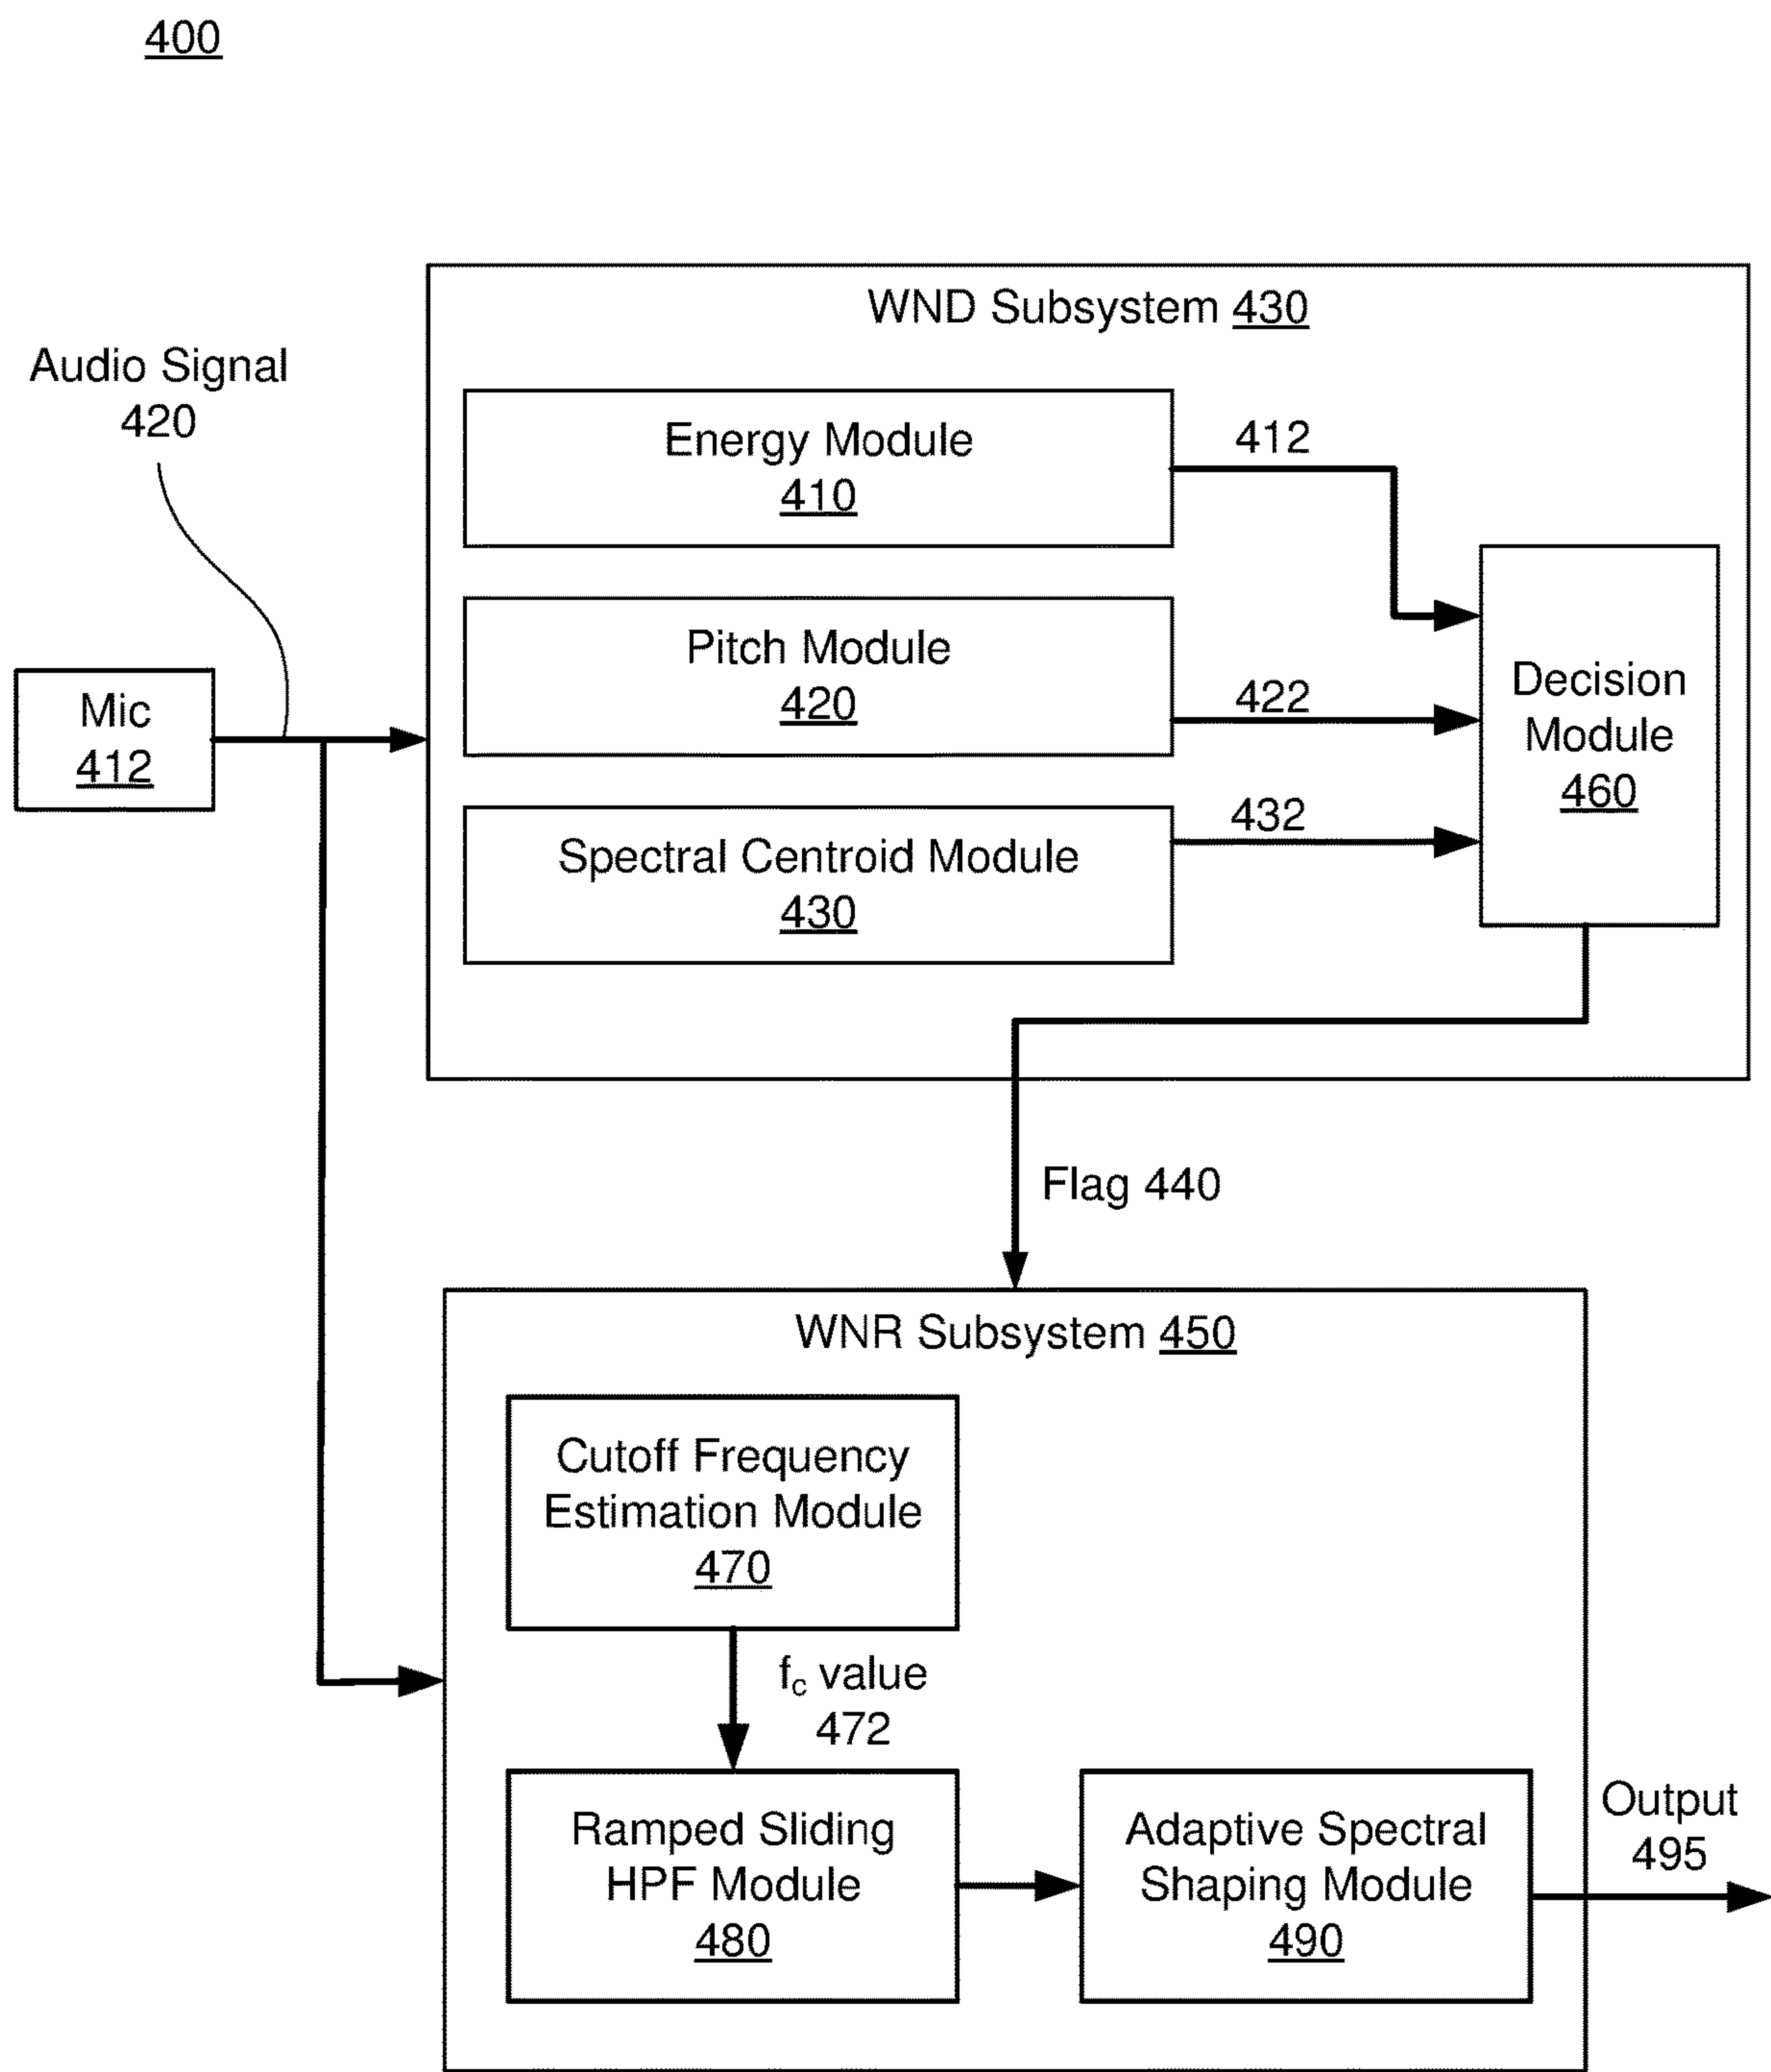 400
WND Subsystem 430
Audio Signal
420
Energy Module
410
412
Pitch Module
420
422
Mic
412
Decision
Module
460
Spectral Centroid Module
430
432
Flag 440
WNR Subsystem 450
Cutoff Frequency
Estimation Module
470
fc value
472
Ramped Sliding
HPF Module
480
Adaptive Spectral
Shaping Module
490
Output
495